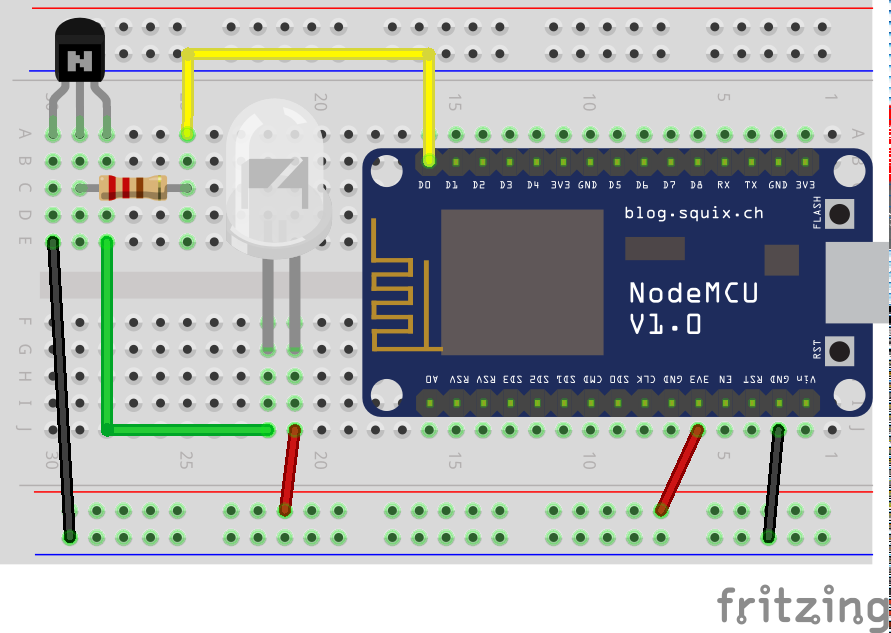 N
20 15 10 5 1
A A
B
C
D
E
D0 D1 D2 D3 D4 3V3 GND D5 D6 D7 D8 RX TX GND 3V3
FLASH
blog.squix.ch
NodeMCU
V1.0
RST
F
G
H
I
J J
A0 RSV RSV SD3 SD2 SD1 CMD SD0 CLK GND 3V3 EN RST GND Vin
30 25 20 15 10 5 1
fritzing